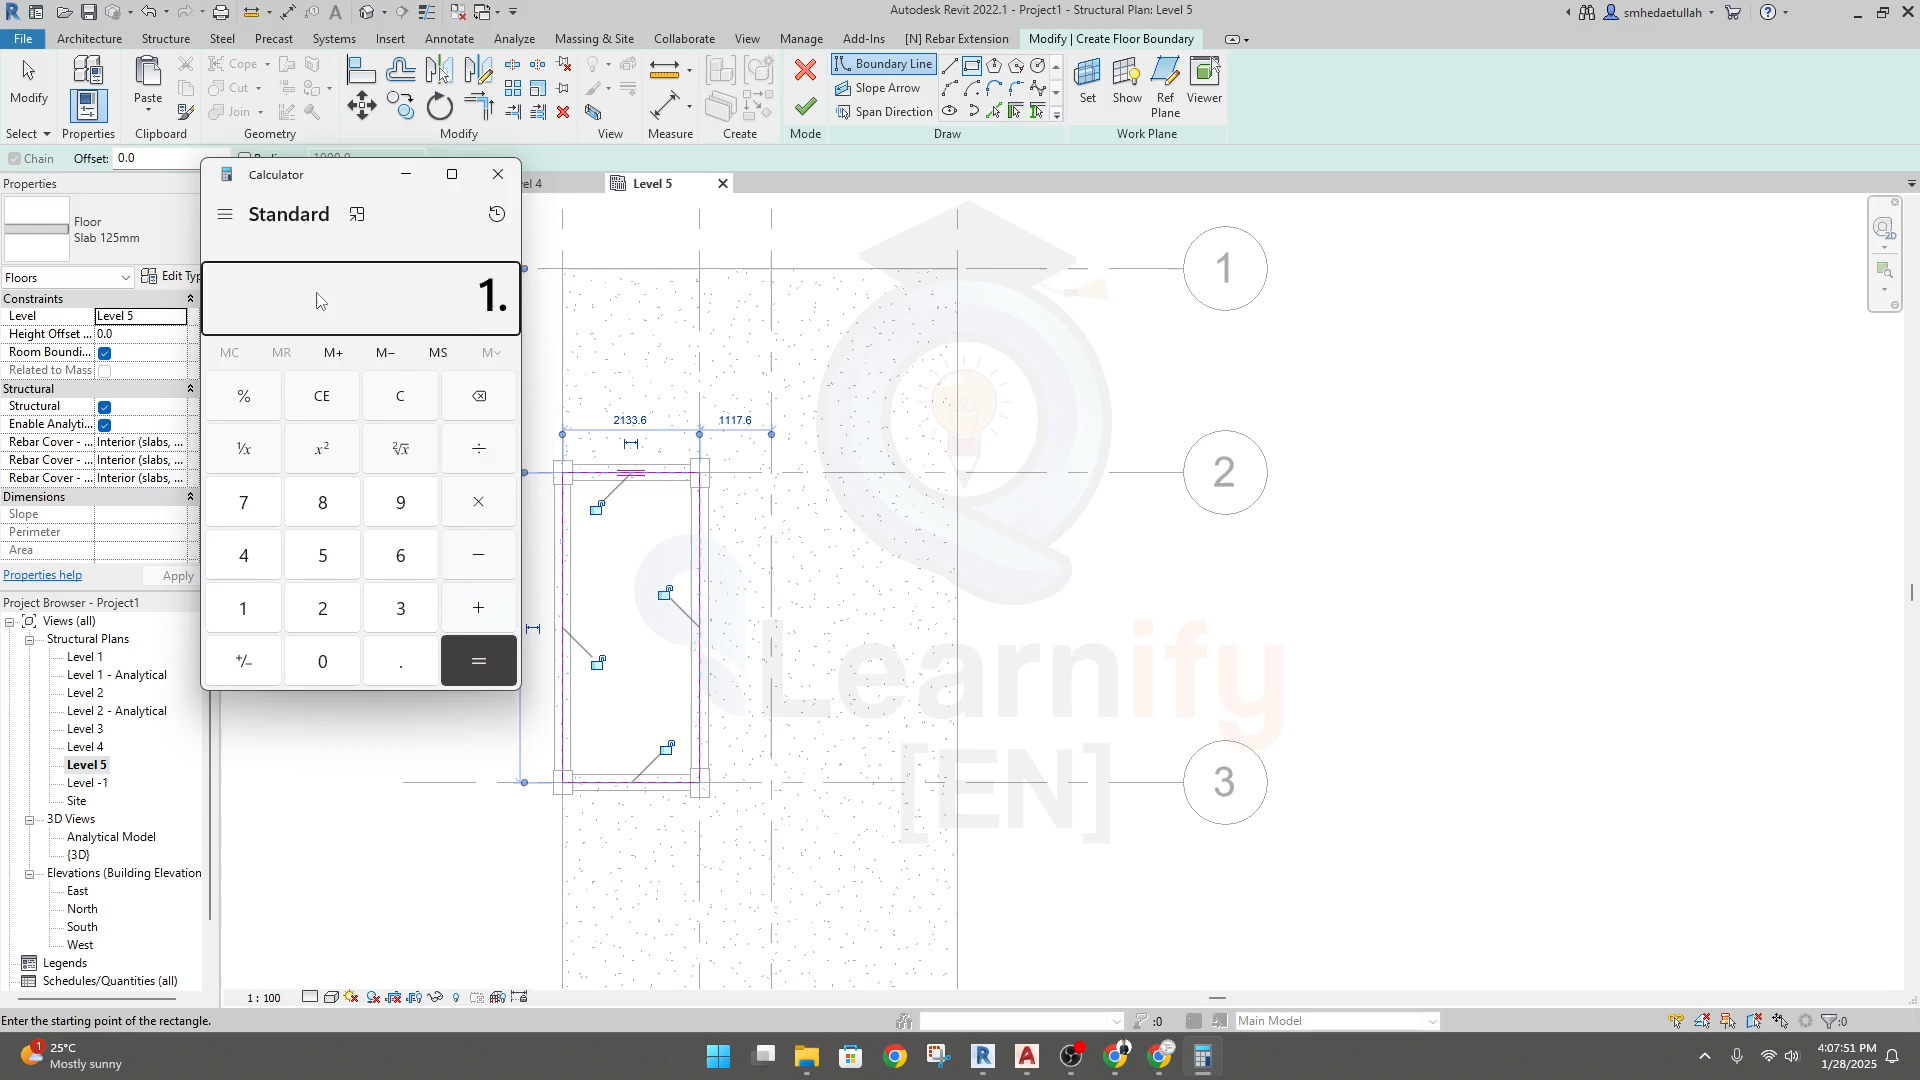 Autodesk Revit 2022.1 - Project1 - Structural Plan: Level 5
smhedaetullah
File
Architecture
Structure
Steel
Precast
Systems
Insert
Annotate
Analyze
Massing & Site
Collaborate
View
Manage
Add-Ins
[N] Rebar Extension
Modify | Create Floor Boundary
Modify
Paste
Cope
Cut
Join
Boundary Line
Slope Arrow
Span Direction
Set
Show
Ref
Plane
Viewer
Select
Properties
Clipboard
Geometry
Modify
View
Measure
Create
Mode
Draw
Work Plane
Chain
Offset: 0.0
Properties
Floor
Slab 125mm
Floors
Edit Typ
Constraints
Level Level 5
Height Offset ... 0.0
Room Boundi...
Related to Mass
Structural
Structural
Enable Analyti...
Rebar Cover - ... Interior (slabs, ...
Rebar Cover - ... Interior (slabs, ...
Rebar Cover - ... Interior (slabs, ...
Dimensions
Slope
Perimeter
Area
Properties help
Apply
Project Browser - Project1
Views (all)
Structural Plans
Level 1
Level 1 - Analytical
Level 2
Level 2 - Analytical
Level 3
Level 4
Level 5
Level -1
Site
3D Views
Analytical Model
{3D}
Elevations (Building Elevation
East
North
South
West
Legends
Schedules/Quantities (all)
Calculator
Standard
1.
MC MR M+ M− MS M
% CE C
¹⁄x x² ²√x ÷
7 8 9 ×
4 5 6 −
1 2 3 +
+/− 0 . =
el 4
Level 5
2133.6
1117.6
1
2
3
2D
Learnify
[EN]
1 : 100
Enter the starting point of the rectangle.
:0
Main Model
:0
1
25°C
Mostly sunny
4:07:51 PM
1/28/2025